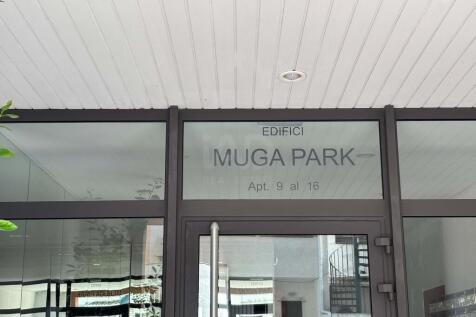 EDIFICI
MUGA PARK
Apt. 9 al 16